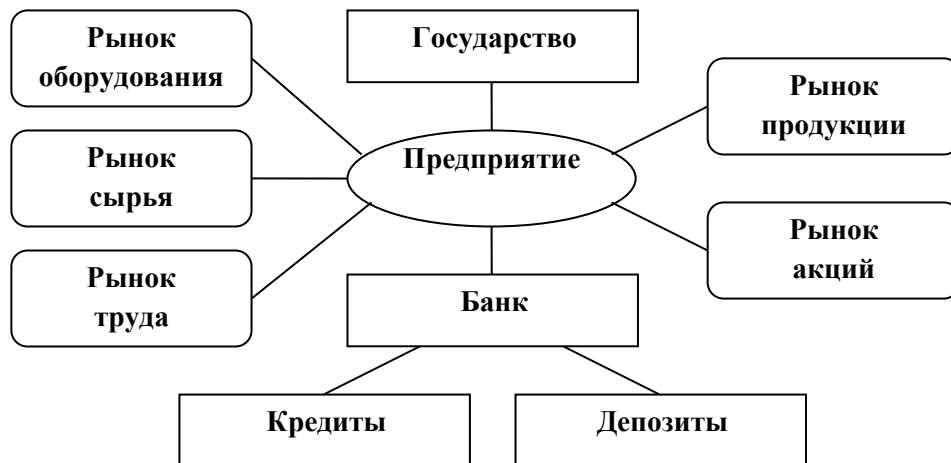 Рынок
оборудования
Государство
Рынок
продукции
Предприятие
Рынок
сырья
Рынок
акций
Рынок
труда
Банк
Кредиты
Депозиты